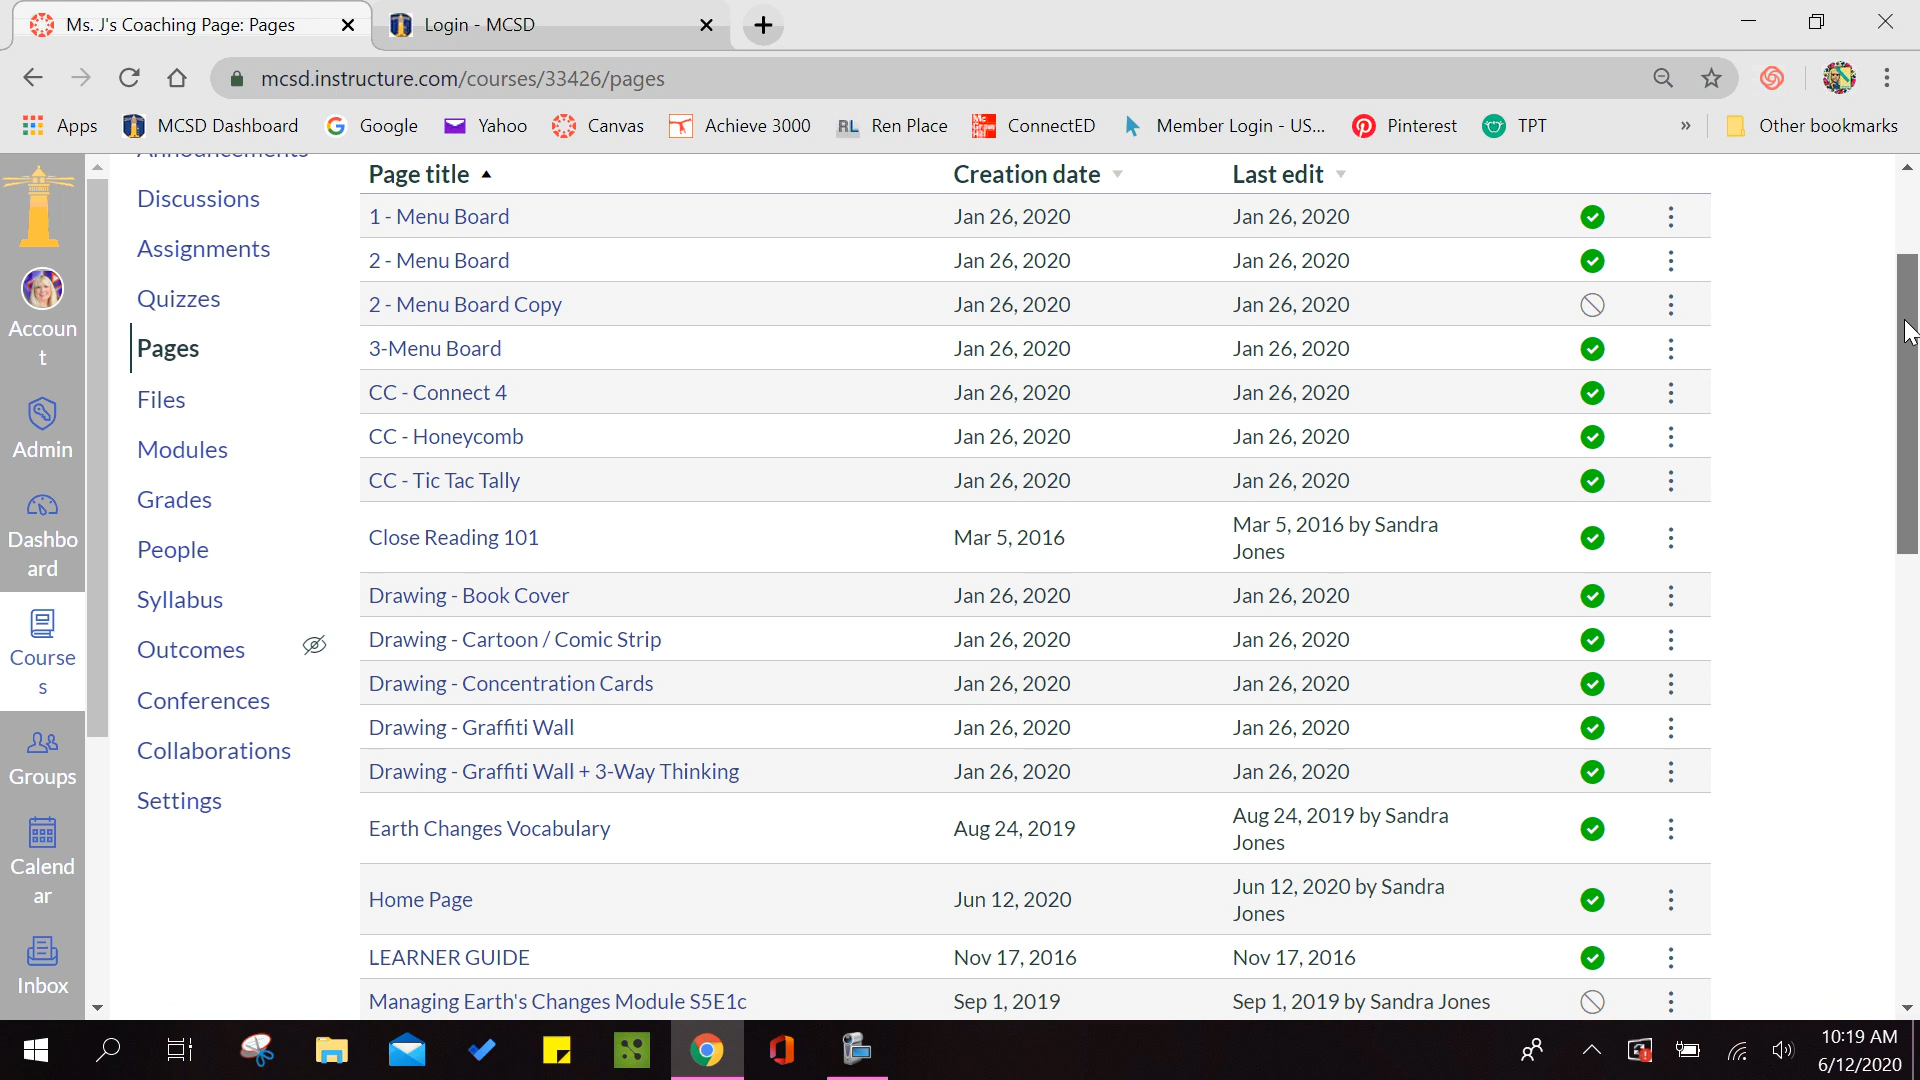 Ms. J's Coaching Page: Pages
Login - MCSD
mcsd.instructure.com/courses/33426/pages
Apps
MCSD Dashboard
Google
Yahoo
Canvas
Achieve 3000
RL Ren Place
ConnectED
Member Login - US...
Pinterest
TPT
»
Other bookmarks
Announcements
Discussions
Assignments
Quizzes
Pages
Files
Modules
Grades
People
Syllabus
Outcomes
Conferences
Collaborations
Settings
Accoun
t
Admin
Dashbo
ard
Course
s
Groups
Calend
ar
Inbox
Page title Creation date Last edit
1 - Menu Board Jan 26, 2020 Jan 26, 2020
2 - Menu Board Jan 26, 2020 Jan 26, 2020
2 - Menu Board Copy Jan 26, 2020 Jan 26, 2020
3-Menu Board Jan 26, 2020 Jan 26, 2020
CC - Connect 4 Jan 26, 2020 Jan 26, 2020
CC - Honeycomb Jan 26, 2020 Jan 26, 2020
CC - Tic Tac Tally Jan 26, 2020 Jan 26, 2020
Close Reading 101 Mar 5, 2016 Mar 5, 2016 by Sandra
Jones
Drawing - Book Cover Jan 26, 2020 Jan 26, 2020
Drawing - Cartoon / Comic Strip Jan 26, 2020 Jan 26, 2020
Drawing - Concentration Cards Jan 26, 2020 Jan 26, 2020
Drawing - Graffiti Wall Jan 26, 2020 Jan 26, 2020
Drawing - Graffiti Wall + 3-Way Thinking Jan 26, 2020 Jan 26, 2020
Earth Changes Vocabulary Aug 24, 2019 Aug 24, 2019 by Sandra
Jones
Home Page Jun 12, 2020 Jun 12, 2020 by Sandra
Jones
LEARNER GUIDE Nov 17, 2016 Nov 17, 2016
Managing Earth's Changes Module S5E1c Sep 1, 2019 Sep 1, 2019 by Sandra Jones
10:19 AM
6/12/2020